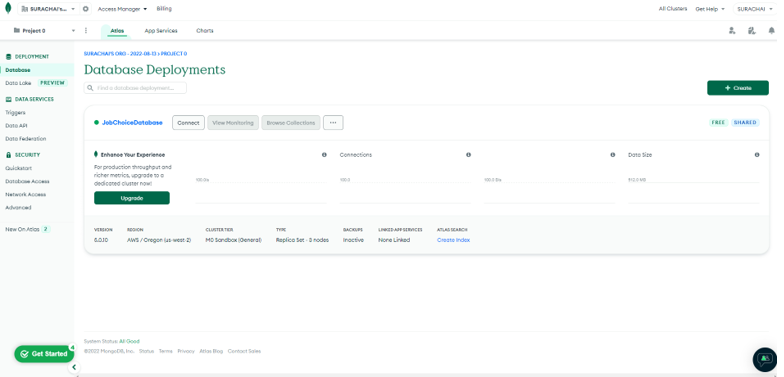 SURACHAI'S... Access Manager Billing All Clusters Get Help SURACHAI
Project 0 Atlas App Services Charts
SURACHAI'S ORG - 2022-08-13 > PROJECT 0
DEPLOYMENT
Database
Data Lake PREVIEW
DATA SERVICES
Triggers
Data API
Data Federation
SECURITY
Quickstart
Database Access
Network Access
Advanced
New On Atlas 2
Get Started 4
Database Deployments
Find a database deployment...
+ Create
JobChoiceDatabase Connect View Monitoring Browse Collections ... FREE SHARED
Enhance Your Experience
For production throughput and
richer metrics, upgrade to a
dedicated cluster now!
Upgrade
Connections
Data Size
512.0 MB
VERSION REGION CLUSTER TIER TYPE BACKUPS LINKED APP SERVICES ATLAS SEARCH
5.0.10 AWS / Oregon (us-west-2) M0 Sandbox (General) Replica Set - 3 nodes Inactive None Linked Create Index
System Status: All Good
©2022 MongoDB, Inc. Status Terms Privacy Atlas Blog Contact Sales